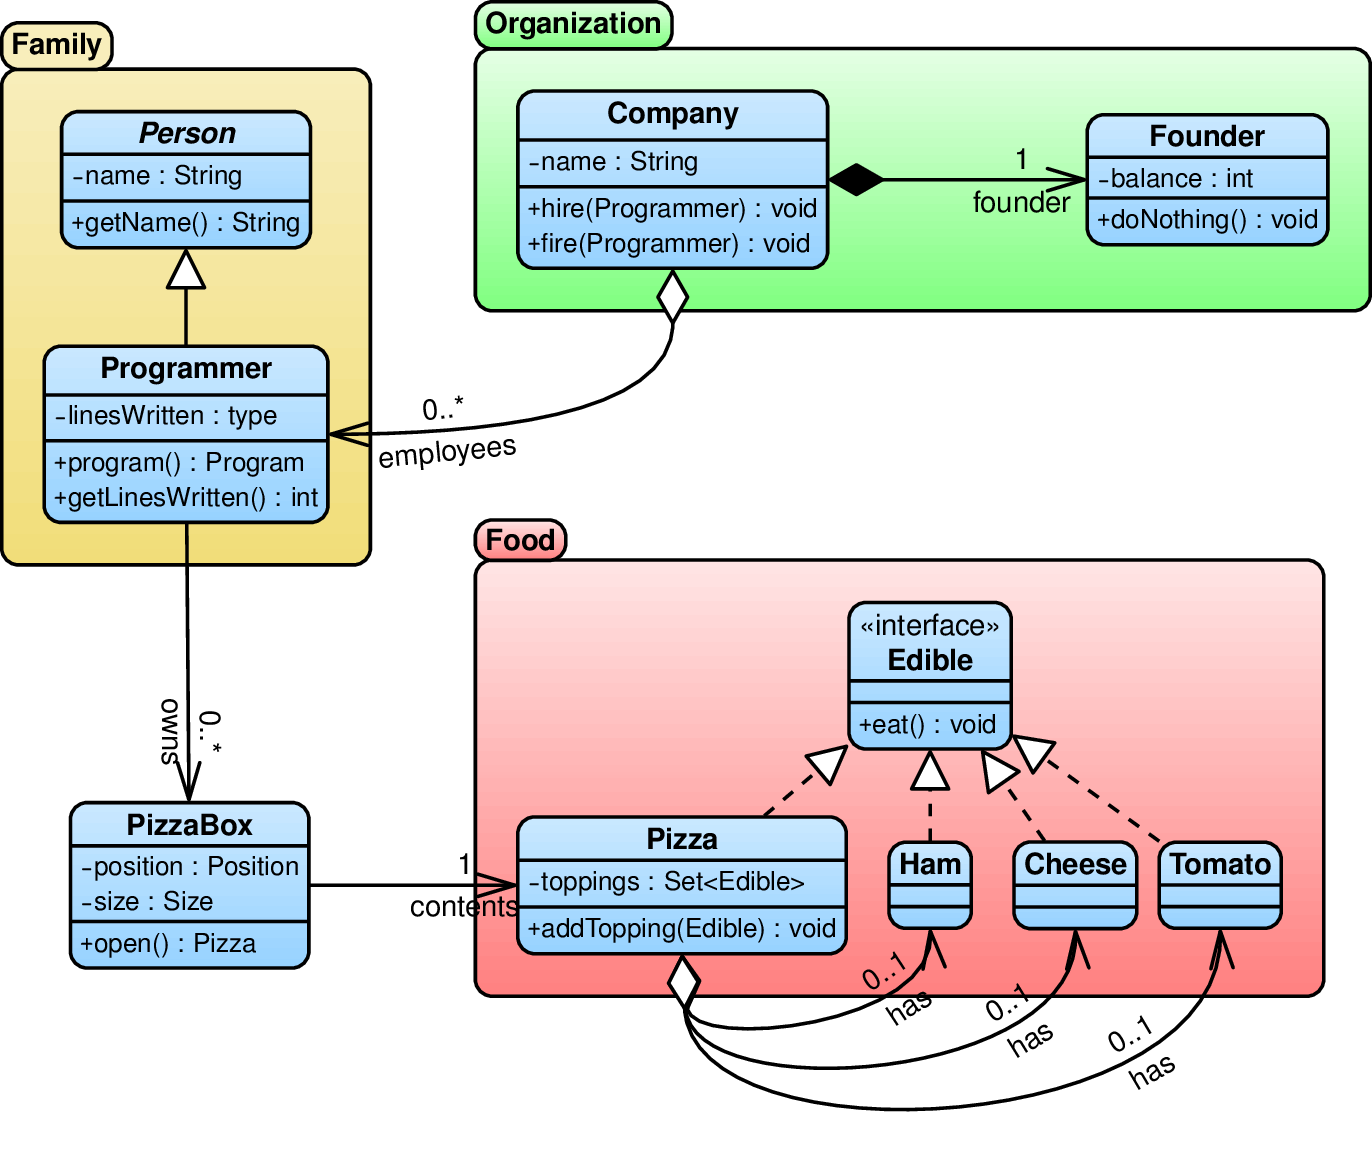 Family
Person
-name : String
+getName() : String
Programmer
-linesWritten : type
+program() : Program
+getLinesWritten() : int
Organization
Company
-name : String
+hire(Programmer) : void
+fire(Programmer) : void
1
founder
Founder
-balance : int
+doNothing() : void
0..*
employees
owns
0..*
PizzaBox
-position : Position
-size : Size
+open() : Pizza
1
contents
Food
«interface»
Edible
+eat() : void
Pizza
-toppings : Set<Edible>
+addTopping(Edible) : void
Ham
Cheese
Tomato
0..1
has
0..1
has
0..1
has